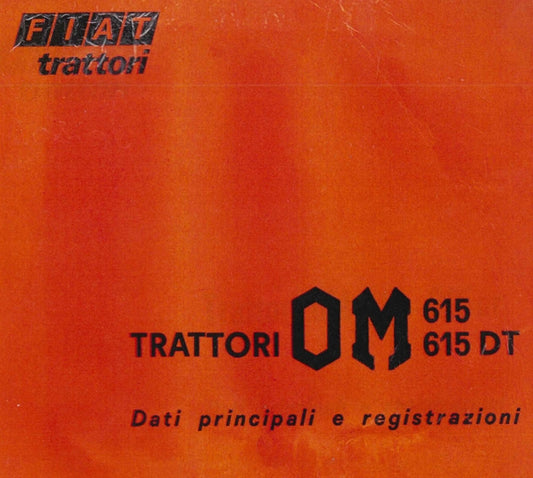 FIAT
trattori
TRATTORI OM 615
615 DT
Dati principali e registrazioni